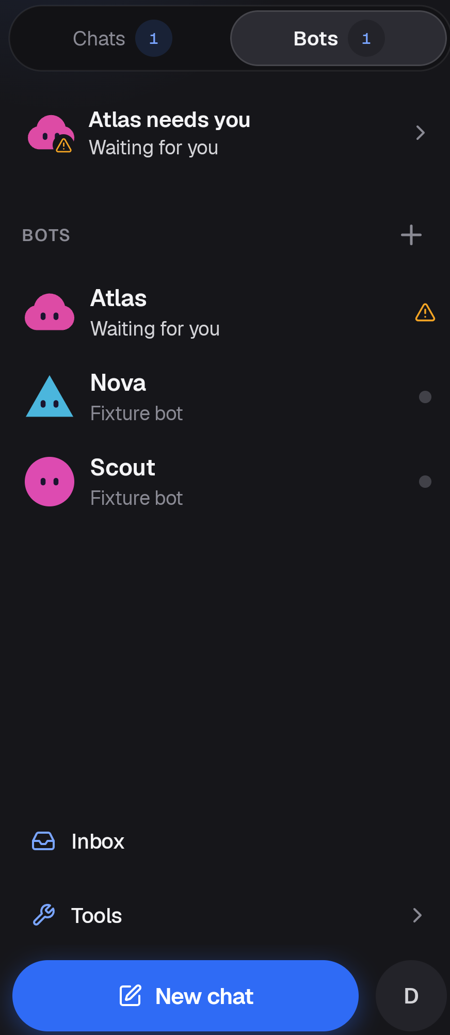 Chats 1
Bots 1
Atlas needs you
Waiting for you
BOTS
Atlas
Waiting for you
Nova
Fixture bot
Scout
Fixture bot
Inbox
Tools
New chat
D